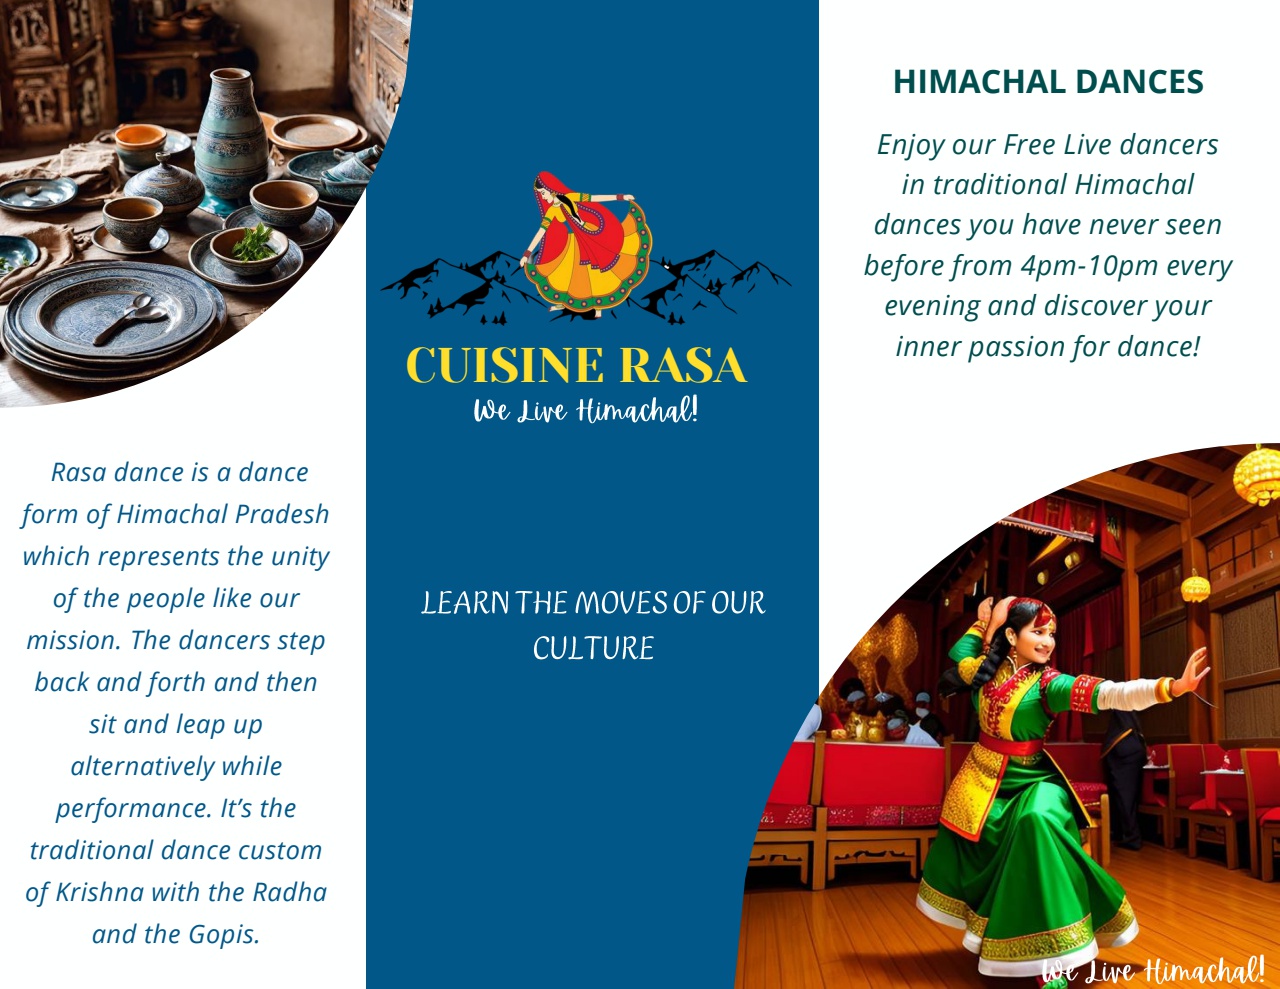 Rasa dance is a dance
form of Himachal Pradesh
which represents the unity
of the people like our
mission. The dancers step
back and forth and then
sit and leap up
alternatively while
performance. It’s the
traditional dance custom
of Krishna with the Radha
and the Gopis.
CUISINE RASA
We Live Himachal!
LEARN THE MOVES OF OUR
CULTURE
HIMACHAL DANCES
Enjoy our Free Live dancers
in traditional Himachal
dances you have never seen
before from 4pm-10pm every
evening and discover your
inner passion for dance!
We Live Himachal!